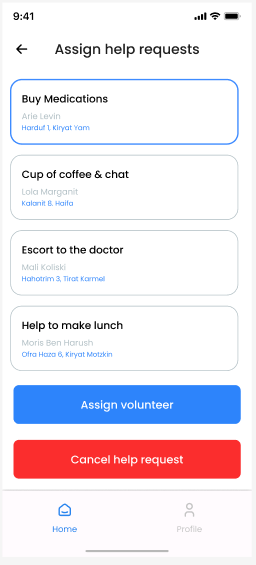 9:41
Assign help requests
Buy Medications
Arie Levin
Harduf 1, Kiryat Yam
Cup of coffee & chat
Lola Marganit
Kalanit 8, Haifa
Escort to the doctor
Mali Koliski
Hahotrim 3, Tirat Karmel
Help to make lunch
Moris Ben Harush
Ofra Haza 6, Kiryat Motzkin
Assign volunteer
Cancel help request
Home
Profile